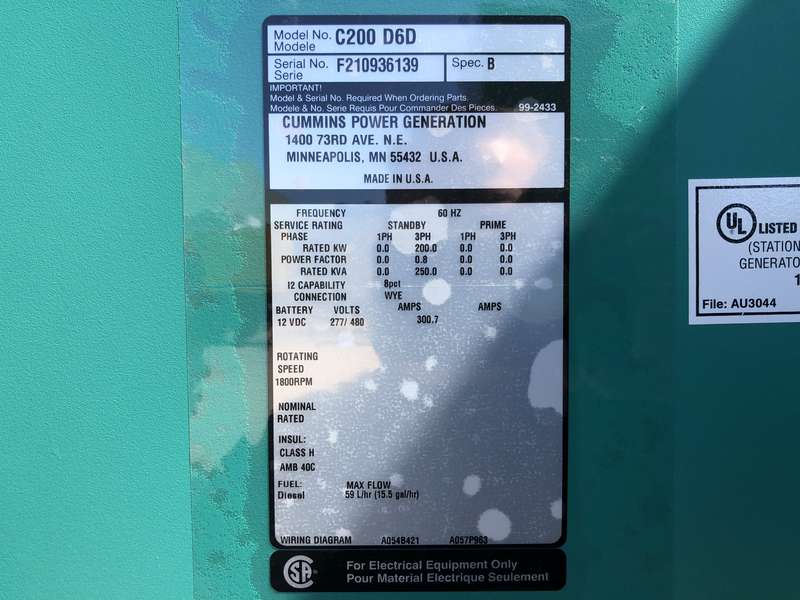 Model No. C200 D6D
Modele
Serial No. F210936139 Spec. B
Serie
IMPORTANT!
Model & Serial No. Required When Ordering Parts.
Modele & No. Serie Requis Pour Commander Des Pieces. 99-2433
CUMMINS POWER GENERATION
1400 73RD AVE. N.E.
MINNEAPOLIS, MN 55432 U.S.A.
MADE IN U.S.A.
FREQUENCY 60 HZ
SERVICE RATING STANDBY PRIME
PHASE 1PH 3PH 1PH 3PH
RATED KW 0.0 200.0 0.0 0.0
POWER FACTOR 0.0 0.8 0.0 0.0
RATED KVA 0.0 250.0 0.0 0.0
I2 CAPABILITY 8pct
CONNECTION WYE
BATTERY VOLTS AMPS AMPS
12 VDC 277/ 480 300.7
ROTATING
SPEED
1800RPM
NOMINAL
RATED
INSUL:
CLASS H
AMB 40C
FUEL: MAX FLOW
Diesel 59 L/hr (15.5 gal/hr)
WIRING DIAGRAM A054B421 A057P963
SA
For Electrical Equipment Only
Pour Material Electrique Seulement
UL LISTED
(STATION
GENERATO
1
File: AU3044